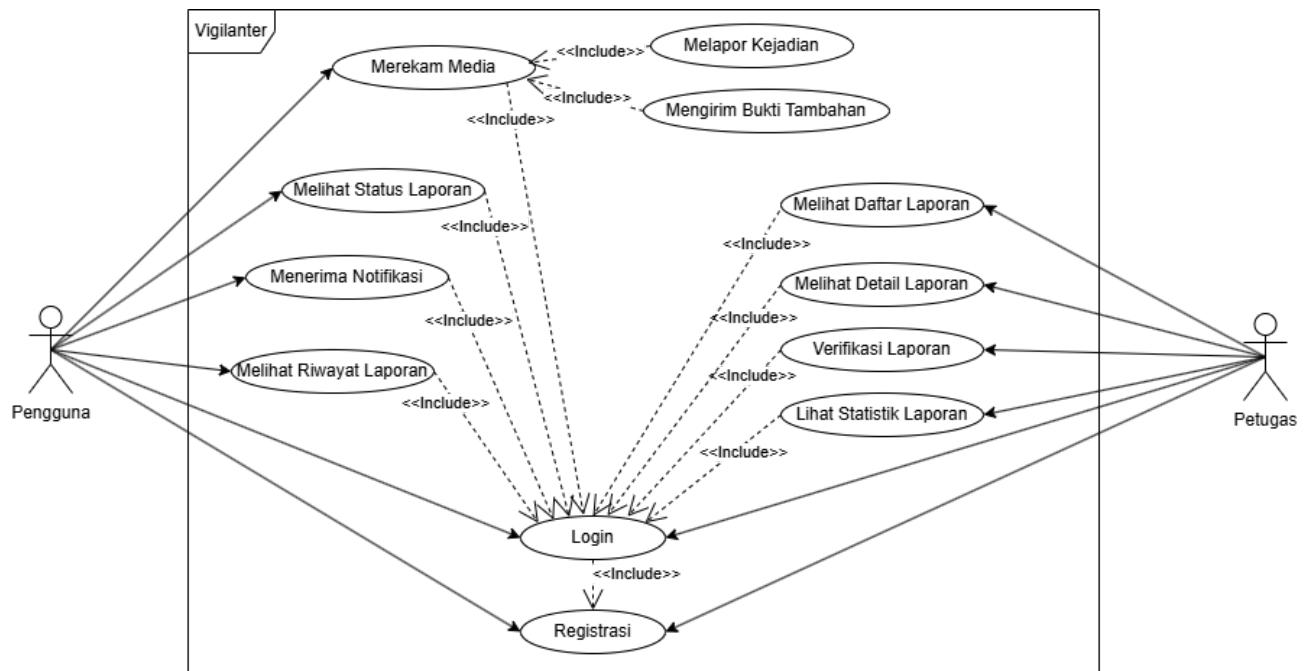 Vigilanter
Melapor Kejadian
<<Include>>
Merekam Media
<<Include>>
Mengirim Bukti Tambahan
<<Include>>
Melihat Status Laporan
<<Include>>
Melihat Daftar Laporan
<<Include>>
Menerima Notifikasi
<<Include>>
Melihat Detail Laporan
<<Include>>
Verifikasi Laporan
<<Include>>
Melihat Riwayat Laporan
<<Include>>
Lihat Statistik Laporan
<<Include>>
Pengguna
Petugas
Login
<<Include>>
Registrasi